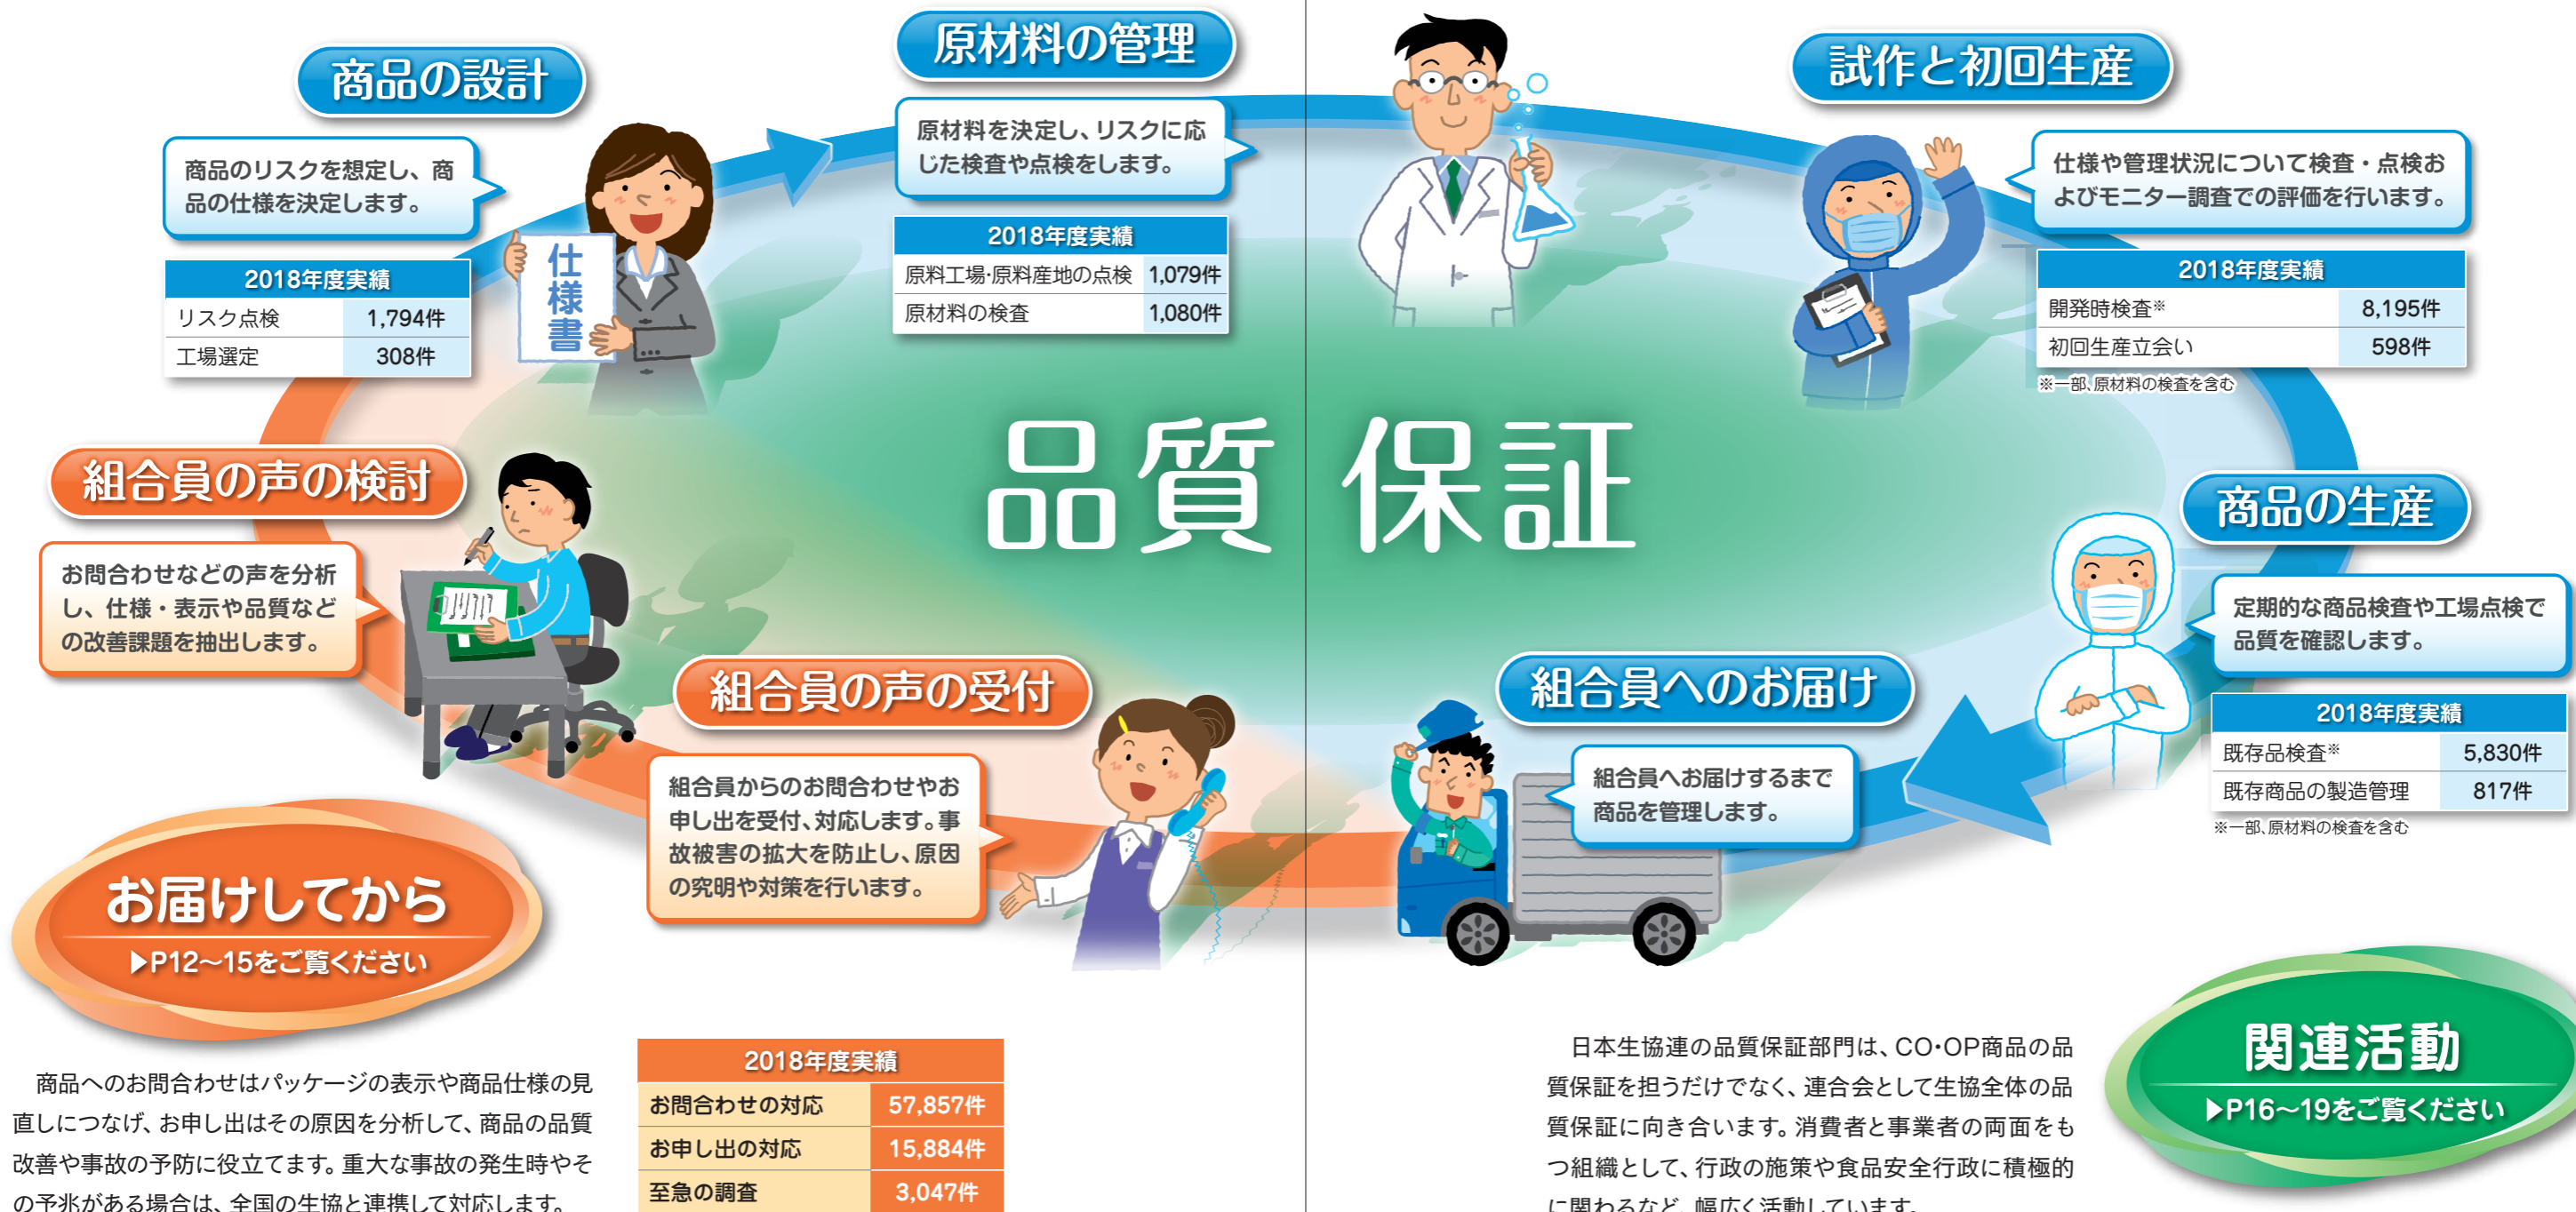 商品の設計
商品のリスクを想定し、商
品の仕様を決定します。
2018年度実績
リスク点検 1,794件
工場選定 308件
仕様書
原材料の管理
原材料を決定し、リスクに応
じた検査や点検をします。
2018年度実績
原料工場・原料産地の点検 1,079件
原材料の検査 1,080件
試作と初回生産
仕様や管理状況について検査・点検お
よびモニター調査での評価を行います。
2018年度実績
開発時検査※ 8,195件
初回生産立会い 598件
※一部、原材料の検査を含む
品質保証
商品の生産
定期的な商品検査や工場点検で
品質を確認します。
2018年度実績
既存品検査※ 5,830件
既存商品の製造管理 817件
※一部、原材料の検査を含む
組合員へのお届け
組合員へお届けするまで
商品を管理します。
組合員の声の受付
組合員からのお問合わせやお
申し出を受付、対応します。事
故被害の拡大を防止し、原因
の究明や対策を行います。
組合員の声の検討
お問合わせなどの声を分析
し、仕様・表示や品質など
の改善課題を抽出します。
お届けしてから
▶P12～15をご覧ください
商品へのお問合わせはパッケージの表示や商品仕様の見
直しにつなげ、お申し出はその原因を分析して、商品の品質
改善や事故の予防に役立てます。重大な事故の発生時やそ
の予兆がある場合は、全国の生協と連携して対応します。
2018年度実績
お問合わせの対応 57,857件
お申し出の対応 15,884件
至急の調査 3,047件
日本生協連の品質保証部門は、CO・OP商品の品
質保証を担うだけでなく、連合会として生協全体の品
質保証に向き合います。消費者と事業者の両面をも
つ組織として、行政の施策や食品安全行政に積極的
に関わるなど、幅広く活動しています。
関連活動
▶P16～19をご覧ください